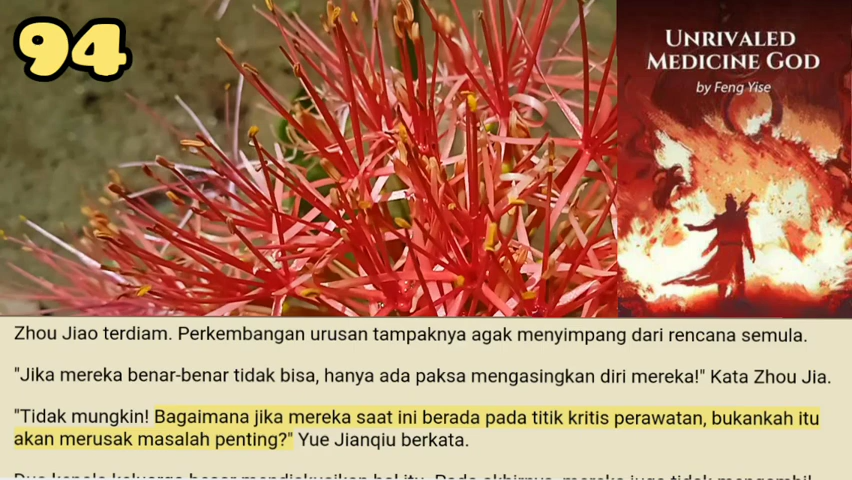 94
UNRIVALED
MEDICINE GOD
by Feng Yise
Zhou Jiao terdiam. Perkembangan urusan tampaknya agak menyimpang dari rencana semula.
"Jika mereka benar-benar tidak bisa, hanya ada paksa mengasingkan diri mereka!" Kata Zhou Jia.
"Tidak mungkin! Bagaimana jika mereka saat ini berada pada titik kritis perawatan, bukankah itu
akan merusak masalah penting?" Yue Jianqiu berkata.